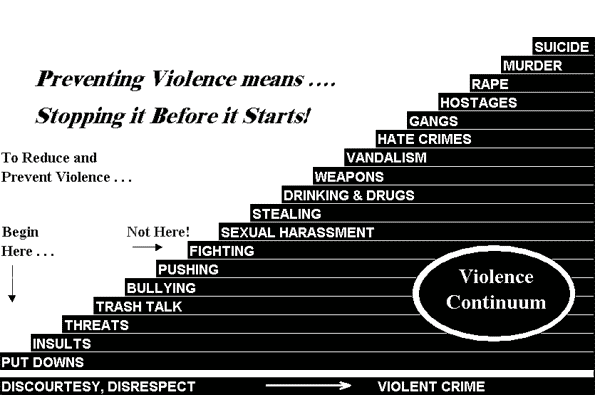 Preventing Violence means ....
Stopping it Before it Starts!
To Reduce and
Prevent Violence . . .
Begin
Here . . .
Not Here!
SUICIDE
MURDER
RAPE
HOSTAGES
GANGS
HATE CRIMES
VANDALISM
WEAPONS
DRINKING & DRUGS
STEALING
SEXUAL HARASSMENT
FIGHTING
PUSHING
BULLYING
TRASH TALK
THREATS
INSULTS
PUT DOWNS
Violence
Continuum
DISCOURTESY, DISRESPECT VIOLENT CRIME